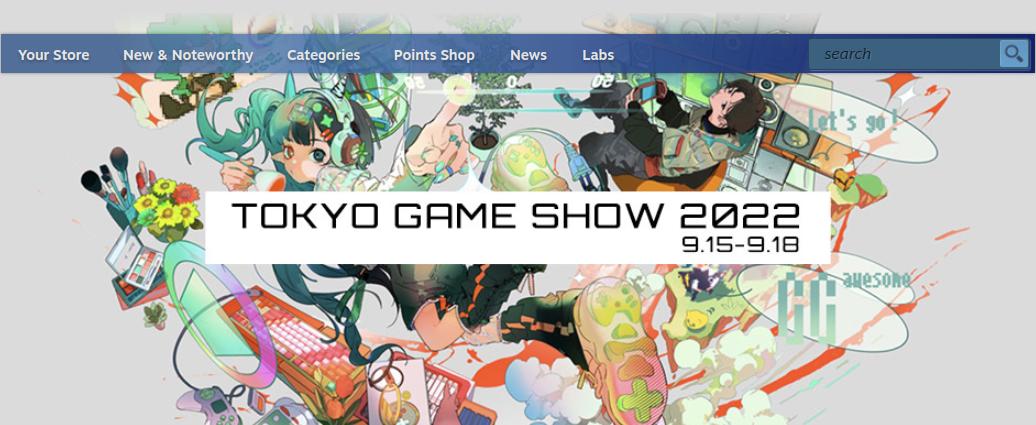 Your Store New & Noteworthy Categories Points Shop News Labs search
Let's go!
TOKYO GAME SHOW 2022
9.15-9.18
GG awesome